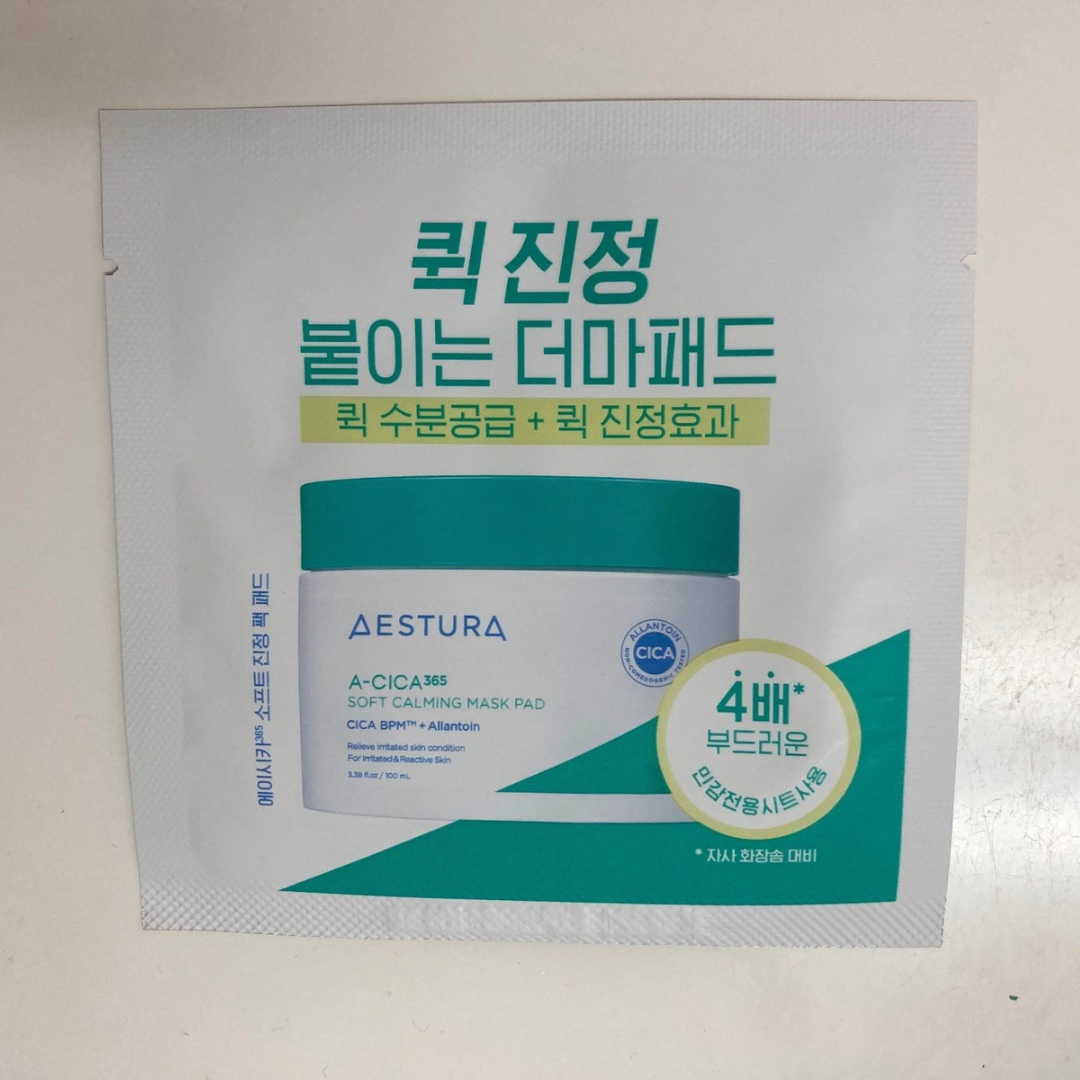 퀵 진정
붙이는 더마패드
퀵 수분공급 + 퀵 진정효과
에이시카365 소프트 진정 팩 패드
AESTURA
A-CICA365
SOFT CALMING MASK PAD
CICA BPM™ + Allantoin
Relieve irritated skin condition
For Irritated & Reactive Skin
3.38 fl.oz / 100 mL
ALLANTOIN
CICA
NON-COMEDOGENIC TESTED
4배*
부드러운
민감전용시트사용
* 자사 화장솜 대비